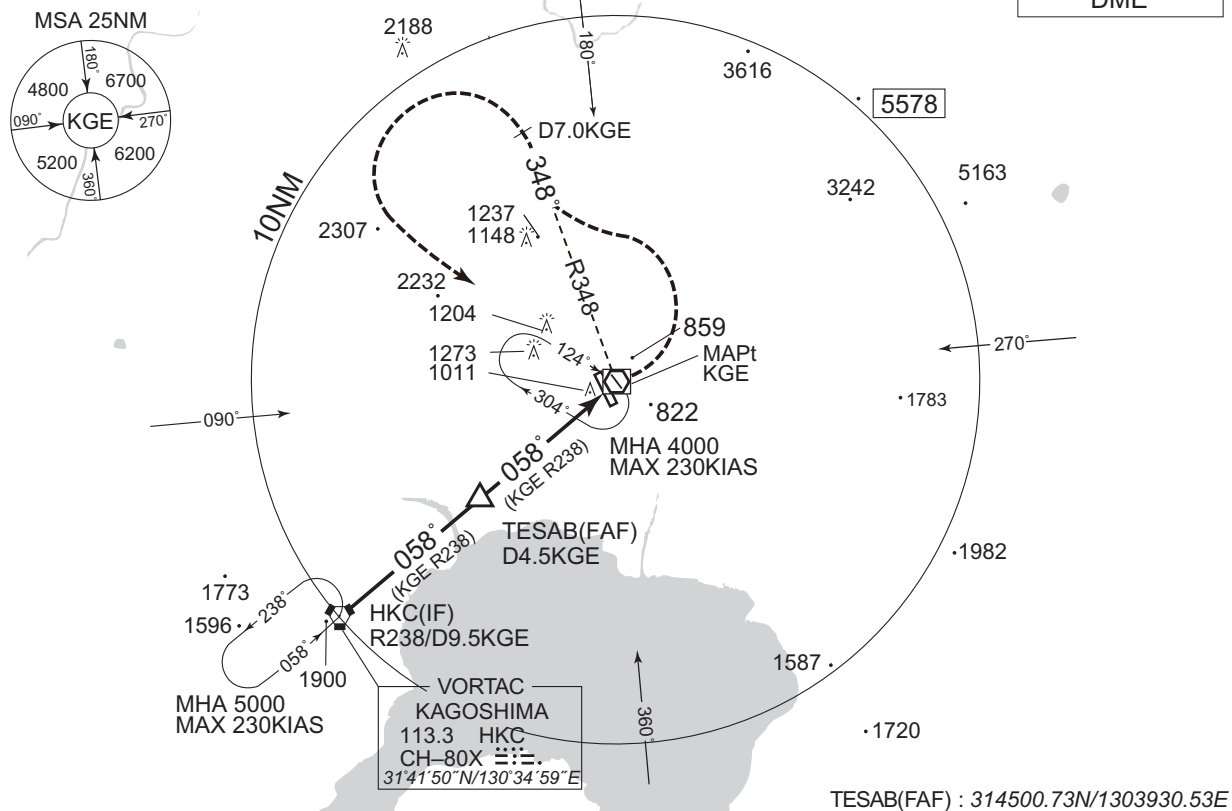 DME
MSA 25NM
180°
4800
6700
090°
KGE
270°
5200
6200
360°
2188
180°
3616
5578
D7.0KGE
348°
10NM
3242
5163
1237
1148
2307
R348
2232
1204
859
270°
1273
1011
124°
MAPt
KGE
304°
1783
090°
822
MHA 4000
MAX 230KIAS
058°
(KGE R238)
TESAB(FAF)
D4.5KGE
058°
(KGE R238)
1982
1773
238°
HKC(IF)
R238/D9.5KGE
1596
058°
1900
1587
MHA 5000
MAX 230KIAS
VORTAC
KAGOSHIMA
113.3 HKC
CH–80X
31°41′50″N/130°34′59″E
360°
1720
TESAB(FAF) : 314500.73N/1303930.53E